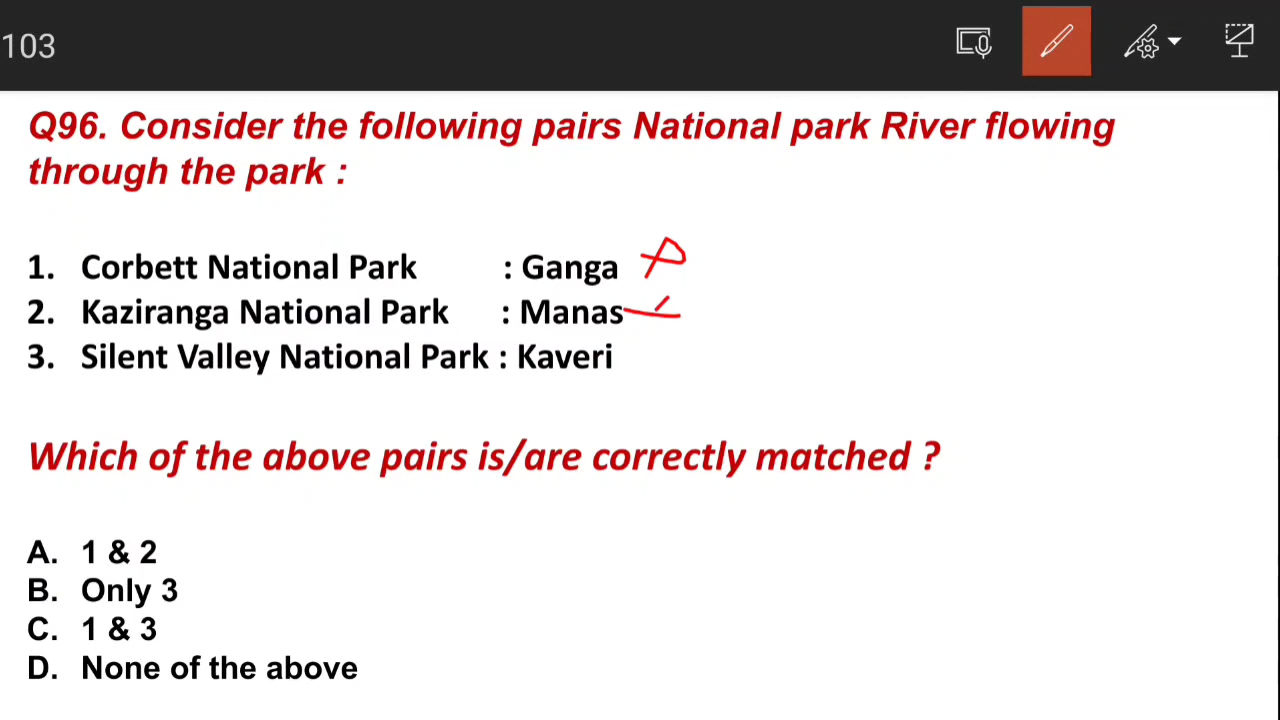 103
Q96. Consider the following pairs National park River flowing
through the park :
1. Corbett National Park : Ganga
2. Kaziranga National Park : Manas
3. Silent Valley National Park : Kaveri
Which of the above pairs is/are correctly matched ?
A. 1 & 2
B. Only 3
C. 1 & 3
D. None of the above